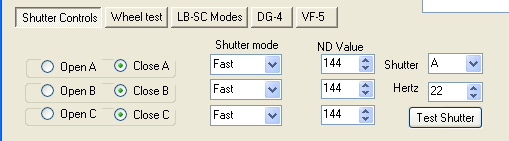 Shutter Controls Wheel test LB-SC Modes DG-4 VF-5
Shutter mode ND Value
Open A Close A Fast 144 Shutter A
Open B Close B Fast 144 Hertz 22
Open C Close C Fast 144 Test Shutter